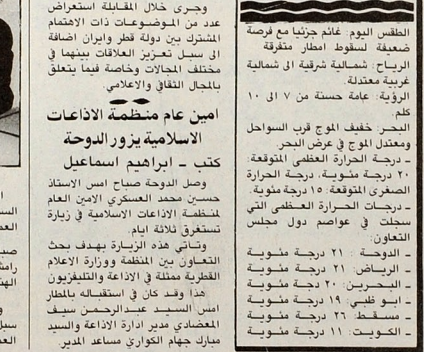 الطقس اليوم: غائم جزئيا مع فرصة
ضعيفة لسقوط امطار متفرقة
الرياح: شمالية شرقية الى شمالية
غربية معتدلة.
الرؤية: عامة حسنة من ٧ الى ١٠
كلم.
البحر: خفيف الموج قرب السواحل
ومعتدل الموج في عرض البحر.
ـ درجة الحرارة العظمى المتوقعة:
٢٠ درجة مئوية، درجة الحرارة
الصغرى المتوقعة: ١٥ درجة مئوية.
ـ درجات الحرارة العظمى التي
سجلت في عواصم دول مجلس
التعاون:
ـ الدوحة : ٢١ درجة مئوية
ـ الرياض : ٢١ درجة مئوية
ـ البحرين : ٢٠ درجة مئوية
ـ ابو ظبي : ١٩ درجة مئوية
ـ مسقط : ٢٦ درجة مئوية
ـ الكويت : ١١ درجة مئوية
وجرى خلال المقابلة استعراض
عدد من الموضوعات ذات الاهتمام
المشترك بين دولة قطر وايران اضافة
الى سبل تعزيز العلاقات بينهما في
مختلف المجالات وخاصة فيما يتعلق
بالمجال الثقافي والاعلامي.
امين عام منظمة الاذاعات
الاسلامية يزور الدوحة
كتب ـ ابراهيم اسماعيل
وصل الدوحة صباح امس الاستاذ
حسين محمد العسكري الامين العام
لمنظمة الاذاعات الاسلامية في زيارة
تستغرق ثلاثة ايام.
وتاتي هذه الزيارة بهدف بحث
التعاون بين المنظمة ووزارة الاعلام
القطرية ممثلة في الاذاعة والتليفزيون
هذا وقد كان في استقباله بالمطار
امس السيد عبدالرحمن سيف
المعضادي مدير ادارة الاذاعة والسيد
مبارك جهام الكواري مساعد المدير.